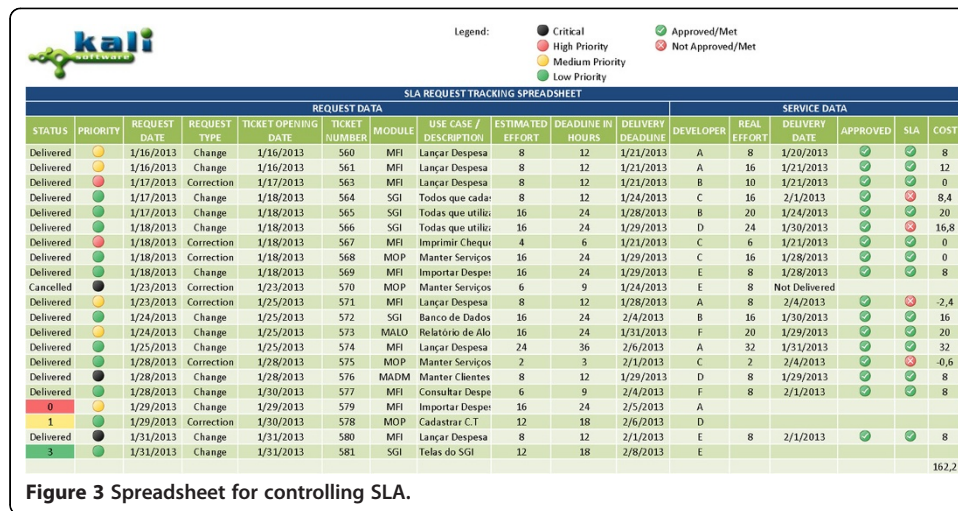 kali
software
Legend:
Critical
High Priority
Medium Priority
Low Priority
Approved/Met
Not Approved/Met
SLA REQUEST TRACKING SPREADSHEET
REQUEST DATA SERVICE DATA
STATUS PRIORITY REQUEST DATE REQUEST TYPE TICKET OPENING DATE TICKET NUMBER MODULE USE CASE / DESCRIPTION ESTIMATED EFFORT DEADLINE IN HOURS DELIVERY DEADLINE DEVELOPER REAL EFFORT DELIVERY DATE APPROVED SLA COST
Delivered 1/16/2013 Change 1/16/2013 560 MFI Lançar Despesa 8 12 1/21/2013 A 8 1/20/2013 8
Delivered 1/16/2013 Change 1/16/2013 561 MFI Lançar Despesa 8 12 1/21/2013 A 16 1/21/2013 12
Delivered 1/17/2013 Correction 1/17/2013 563 MFI Lançar Despesa 8 12 1/21/2013 B 10 1/21/2013 0
Delivered 1/17/2013 Change 1/18/2013 564 SGI Todos que cadas 8 12 1/24/2013 C 16 2/1/2013 8,4
Delivered 1/17/2013 Change 1/18/2013 565 SGI Todas que utiliza 16 24 1/28/2013 B 20 1/24/2013 20
Delivered 1/18/2013 Change 1/18/2013 566 SGI Todas que utiliza 16 24 1/29/2013 D 24 1/30/2013 16,8
Delivered 1/18/2013 Correction 1/18/2013 567 MFI Imprimir Cheque 4 6 1/21/2013 C 6 1/21/2013 0
Delivered 1/18/2013 Correction 1/18/2013 568 MOP Manter Serviços 16 24 1/29/2013 C 16 1/28/2013 0
Delivered 1/18/2013 Change 1/18/2013 569 MFI Importar Despes 16 24 1/29/2013 E 8 1/28/2013 8
Cancelled 1/23/2013 Correction 1/23/2013 570 MOP Manter Serviços 6 9 1/24/2013 E 8 Not Delivered
Delivered 1/23/2013 Correction 1/25/2013 571 MFI Lançar Despesa 8 12 1/28/2013 A 8 2/4/2013 -2,4
Delivered 1/24/2013 Change 1/25/2013 572 SGI Banco de Dados 16 24 2/4/2013 B 16 1/30/2013 16
Delivered 1/24/2013 Change 1/25/2013 573 MALO Relatório de Alo 16 24 1/31/2013 F 20 1/29/2013 20
Delivered 1/25/2013 Change 1/25/2013 574 MFI Lançar Despesa 24 36 2/6/2013 A 32 1/31/2013 32
Delivered 1/28/2013 Correction 1/28/2013 575 MOP Manter Serviços 2 3 2/1/2013 C 2 2/4/2013 -0,6
Delivered 1/28/2013 Change 1/28/2013 576 MADM Manter Clientes 8 12 1/29/2013 D 8 1/29/2013 8
Delivered 1/28/2013 Change 1/30/2013 577 MFI Consultar Despe 6 9 2/4/2013 F 8 2/1/2013 8
0 1/29/2013 Change 1/29/2013 579 MFI Importar Despes 16 24 2/5/2013 A
1 1/29/2013 Correction 1/30/2013 578 MOP Cadastrar C.T 12 18 2/6/2013 D
Delivered 1/31/2013 Change 1/31/2013 580 MFI Lançar Despesa 8 12 2/1/2013 E 8 2/1/2013 8
3 1/31/2013 Change 1/31/2013 581 SGI Telas do SGI 12 18 2/8/2013 E
162,2
Figure 3 Spreadsheet for controlling SLA.